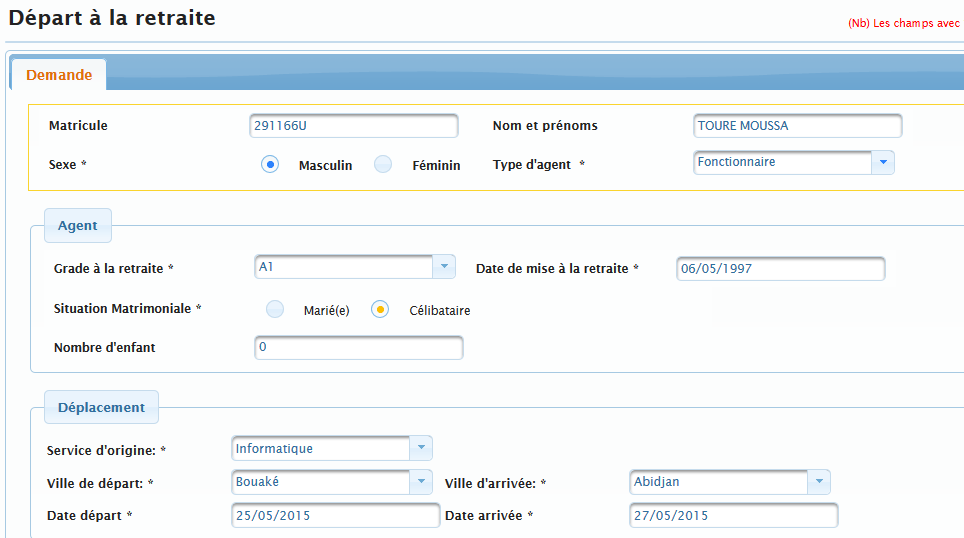 Départ à la retraite
(Nb) Les champs avec
Demande
Matricule 291166U Nom et prénoms TOURE MOUSSA
Sexe * Masculin Féminin Type d'agent * Fonctionnaire
Agent
Grade à la retraite * A1 Date de mise à la retraite * 06/05/1997
Situation Matrimoniale * Marié(e) Célibataire
Nombre d'enfant 0
Déplacement
Service d'origine: * Informatique
Ville de départ: * Bouaké Ville d'arrivée: * Abidjan
Date départ * 25/05/2015 Date arrivée * 27/05/2015